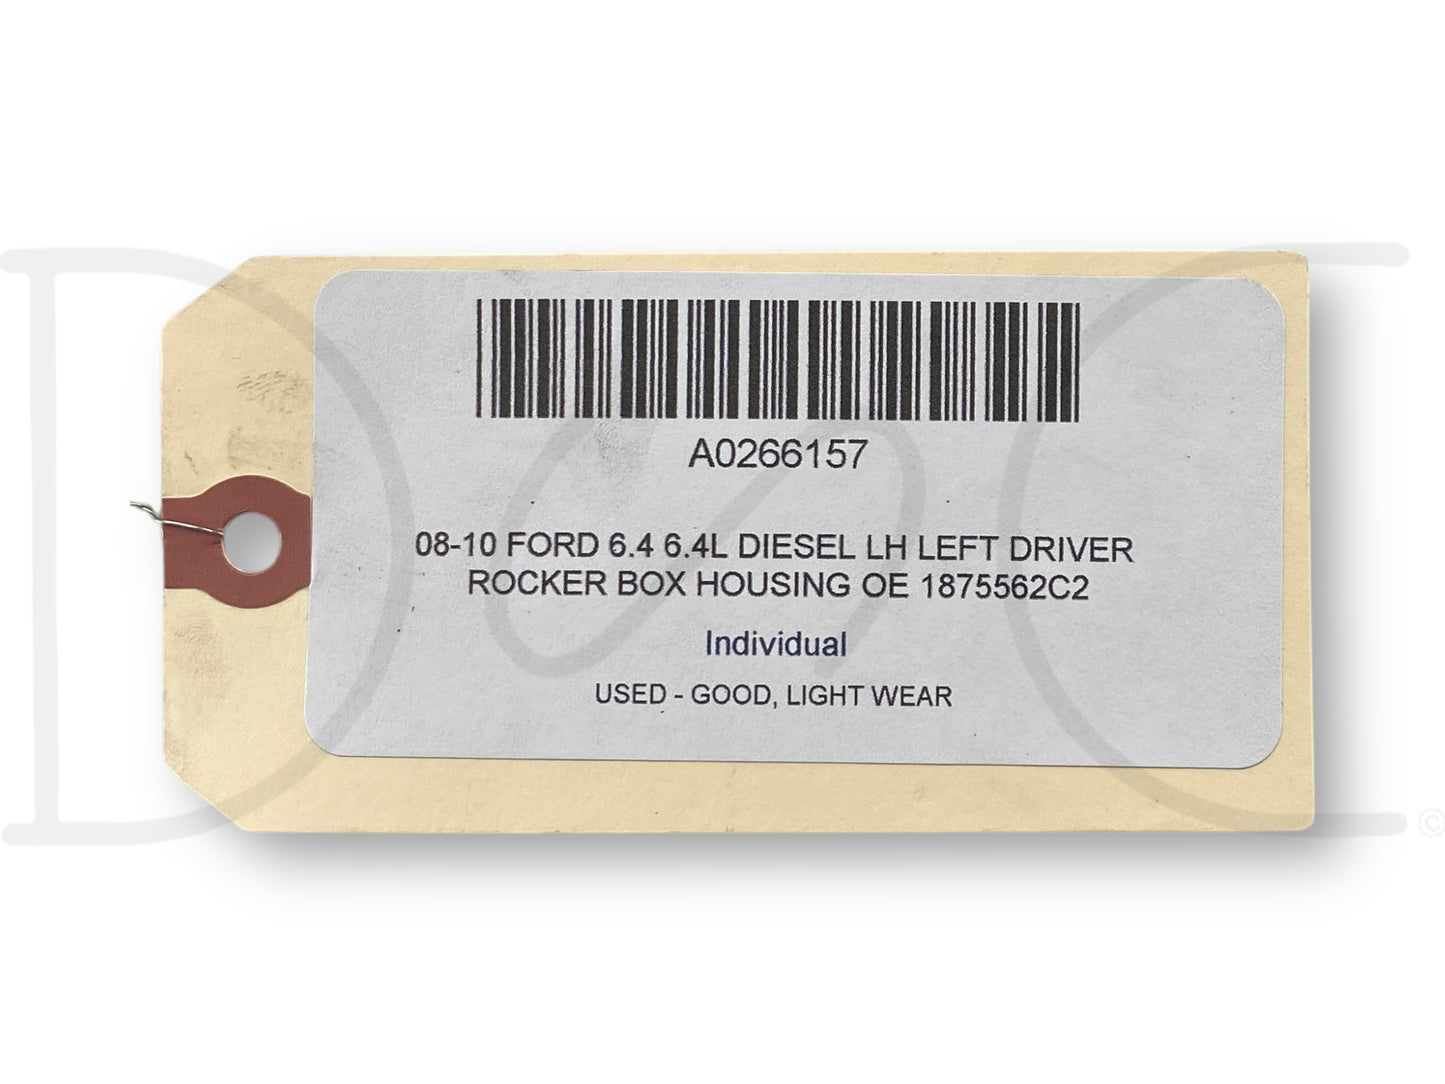 A0266157
08-10 FORD 6.4 6.4L DIESEL LH LEFT DRIVER
ROCKER BOX HOUSING OE 1875562C2
Individual
USED - GOOD, LIGHT WEAR
©